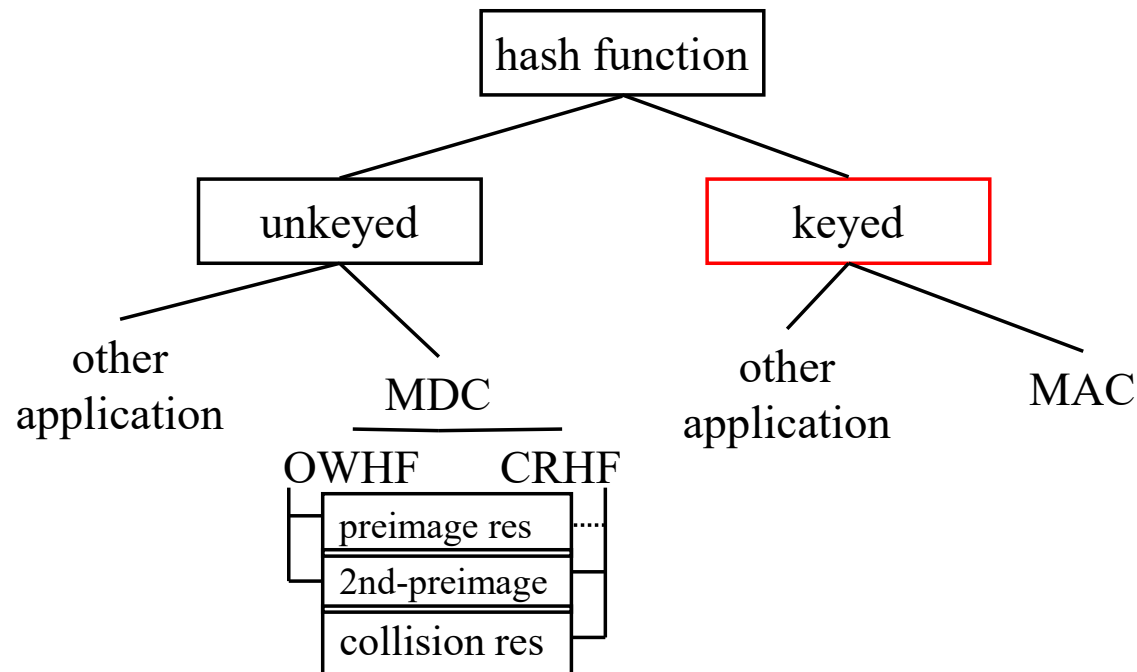 hash function
unkeyed
keyed
other
application
MDC
other
application
MAC
OWHF
CRHF
preimage res
2nd-preimage
collision res